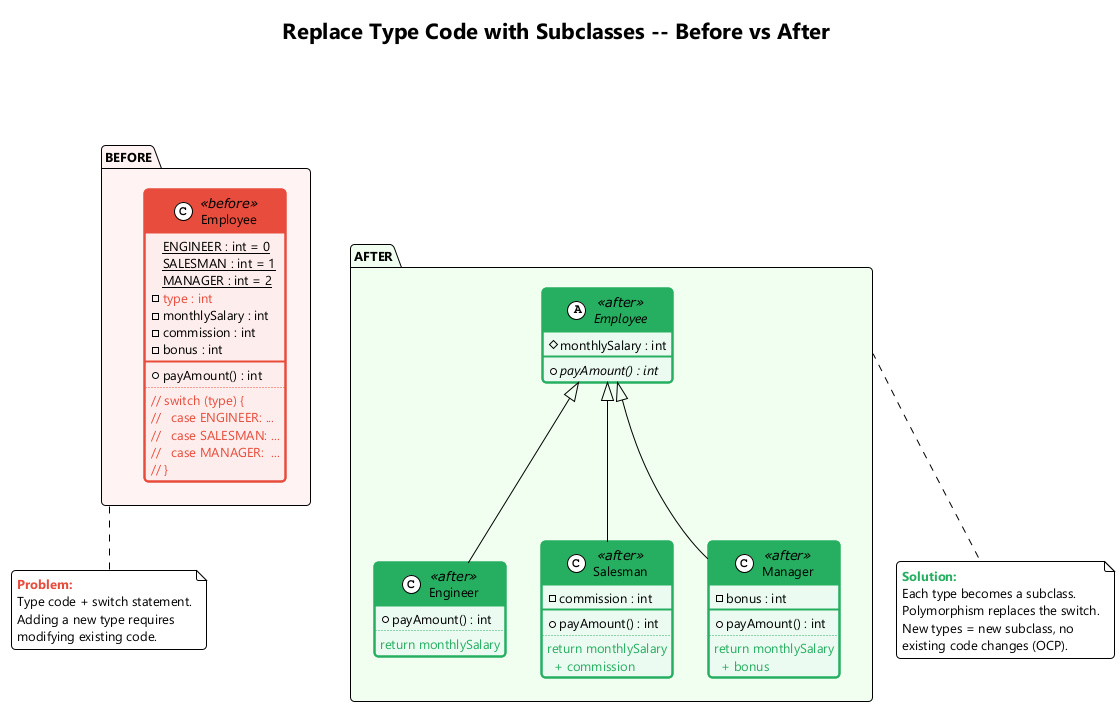 Replace Type Code with Subclasses -- Before vs After
BEFORE
C
«before»
Employee
ENGINEER : int = 0
SALESMAN : int = 1
MANAGER : int = 2
type : int
monthlySalary : int
commission : int
bonus : int
payAmount() : int
// switch (type) {
//   case ENGINEER: ...
//   case SALESMAN: ...
//   case MANAGER:  ...
// }
Problem:
Type code + switch statement.
Adding a new type requires
modifying existing code.
AFTER
A
«after»
Employee
monthlySalary : int
payAmount() : int
C
«after»
Engineer
payAmount() : int
return monthlySalary
C
«after»
Salesman
commission : int
payAmount() : int
return monthlySalary
+ commission
C
«after»
Manager
bonus : int
payAmount() : int
return monthlySalary
+ bonus
Solution:
Each type becomes a subclass.
Polymorphism replaces the switch.
New types = new subclass, no
existing code changes (OCP).